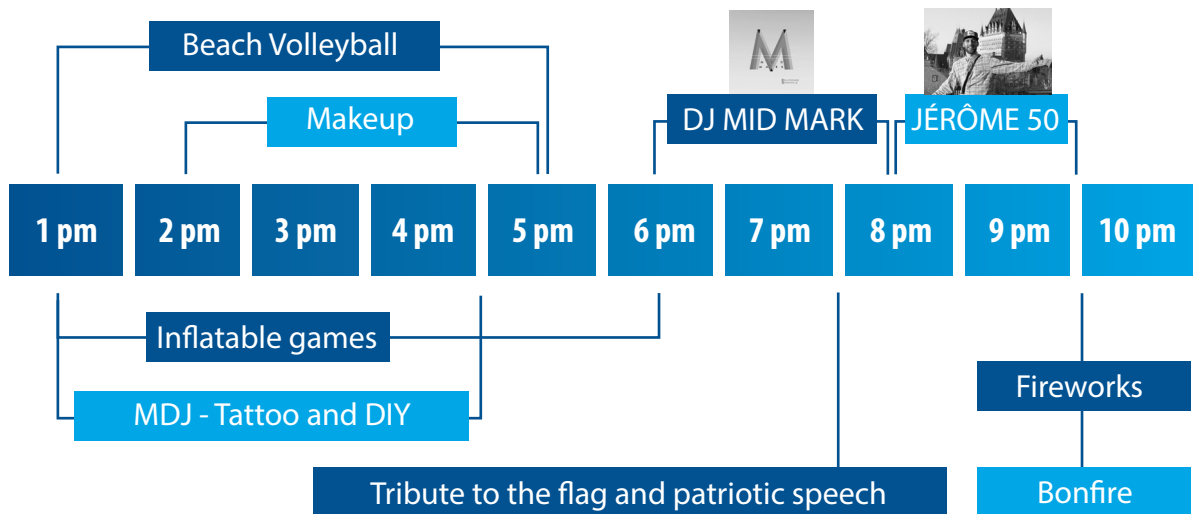 Beach Volleyball
Makeup
M
DJ MID MARK
JÉRÔME 50
1 pm
2 pm
3 pm
4 pm
5 pm
6 pm
7 pm
8 pm
9 pm
10 pm
Inflatable games
MDJ - Tattoo and DIY
Fireworks
Tribute to the flag and patriotic speech
Bonfire